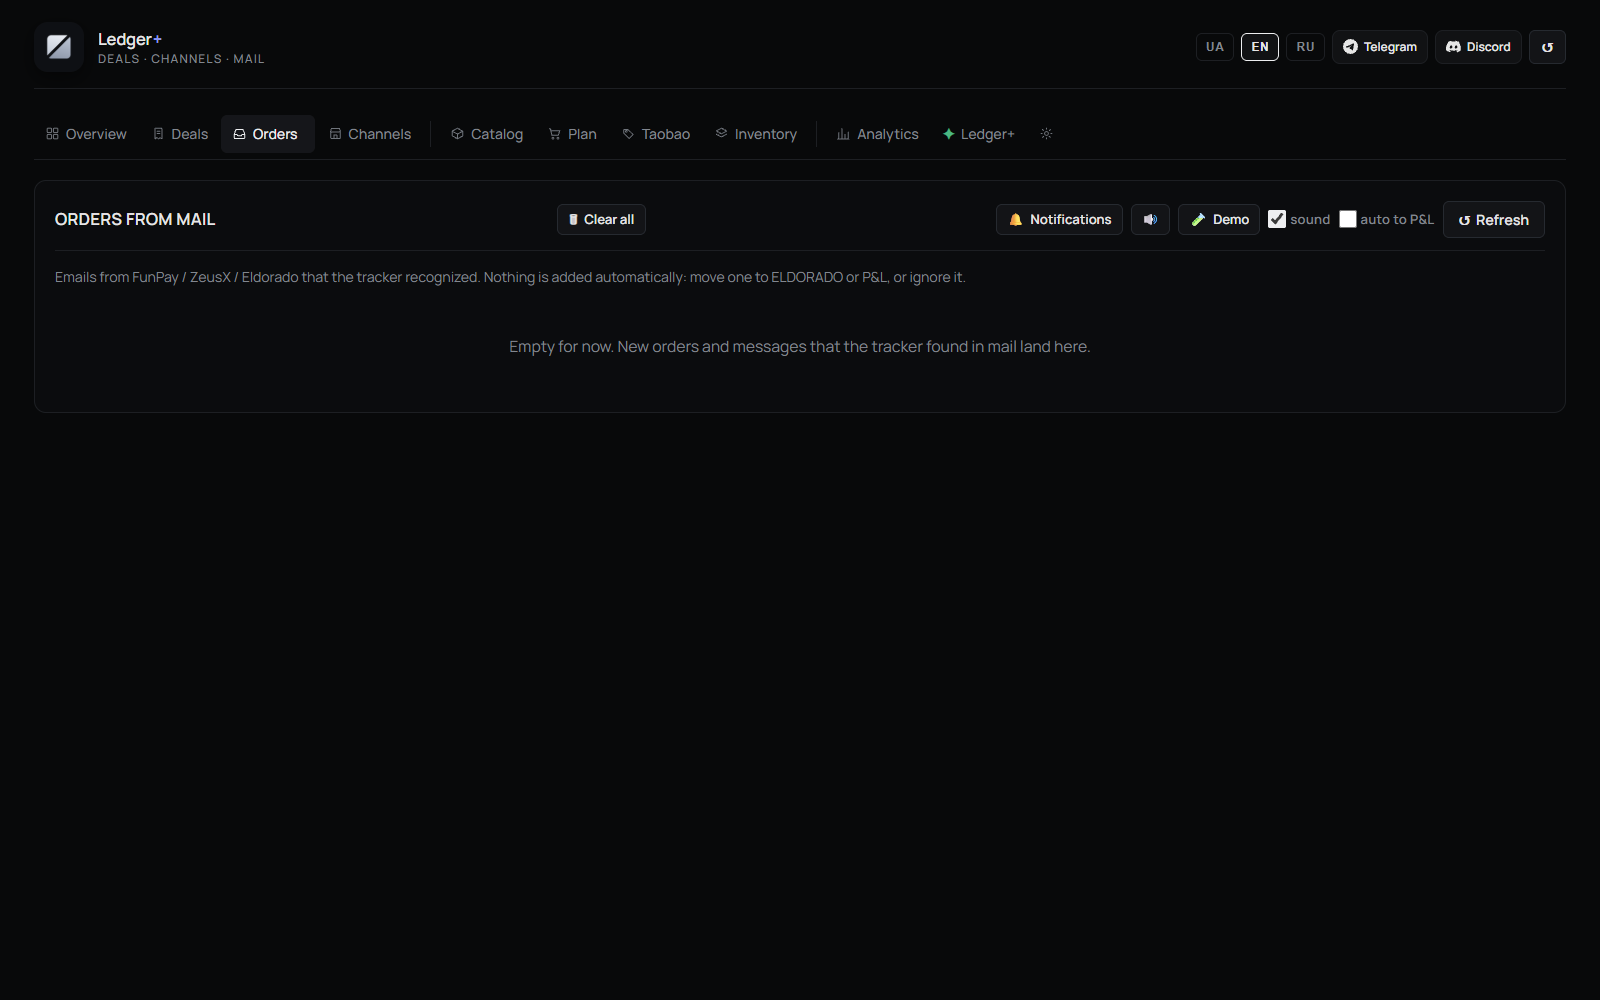 Ledger+
DEALS · CHANNELS · MAIL
UA
EN
RU
Telegram
Discord
Overview
Deals
Orders
Channels
Catalog
Plan
Taobao
Inventory
Analytics
Ledger+
ORDERS FROM MAIL
Clear all
Notifications
Demo
sound
auto to P&L
Refresh
Emails from FunPay / ZeusX / Eldorado that the tracker recognized. Nothing is added automatically: move one to ELDORADO or P&L, or ignore it.
Empty for now. New orders and messages that the tracker found in mail land here.